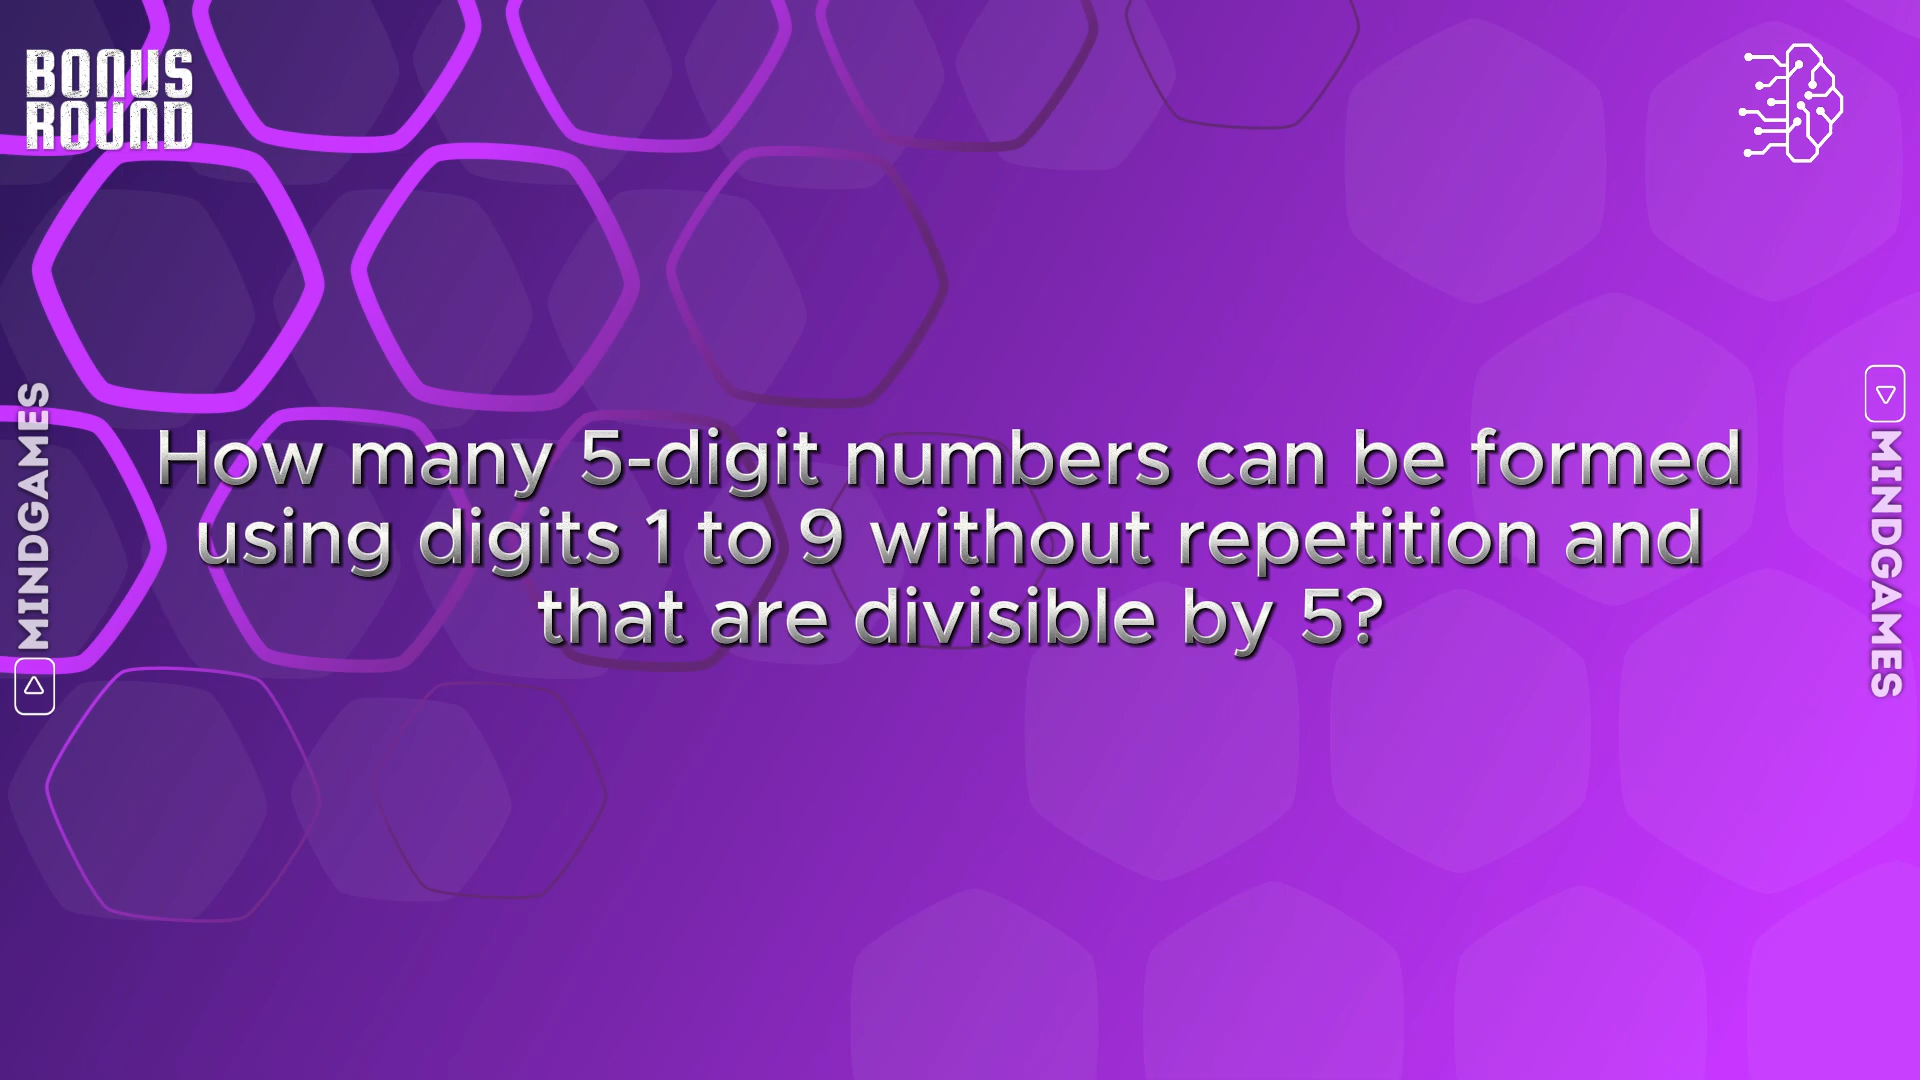 BONUS
ROUND
How many 5-digit numbers can be formed
using digits 1 to 9 without repetition and
that are divisible by 5?
MINDGAMES
MINDGAMES